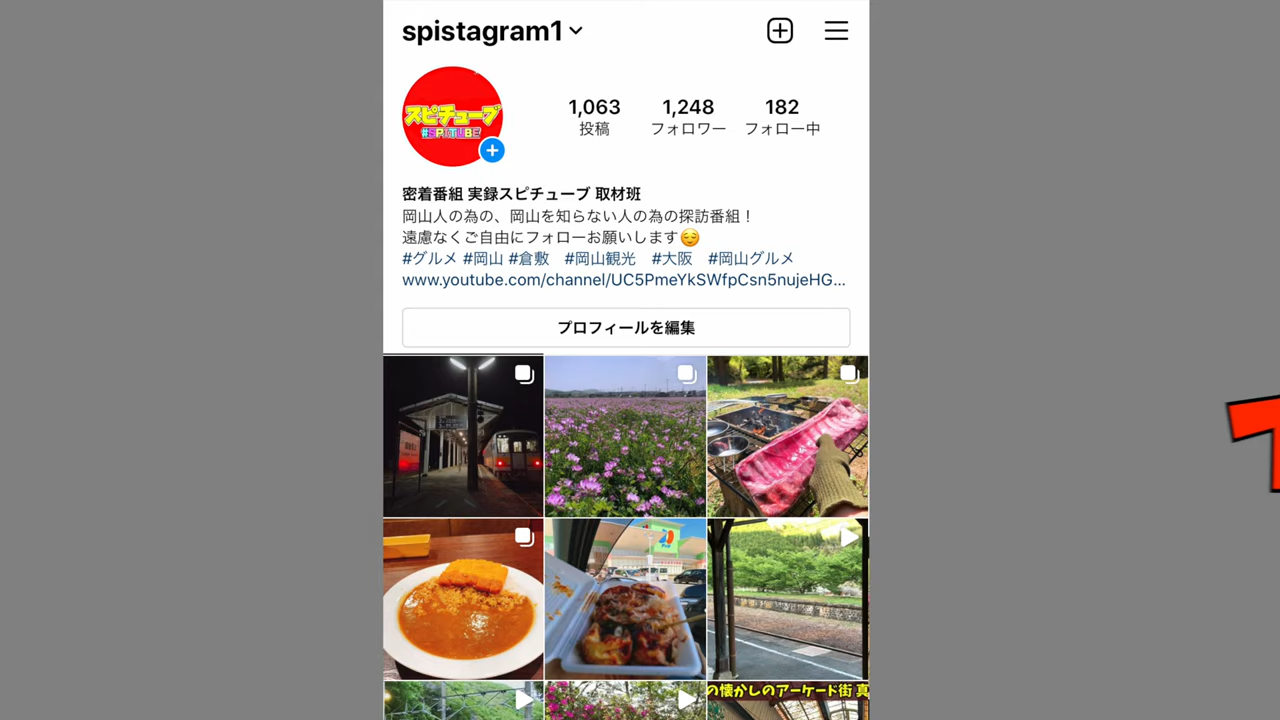 spistagram1
スピチューブ
#SPITUBE
1,063 1,248 182
投稿 フォロワー フォロー中
密着番組 実録スピチューブ 取材班
岡山人の為の、岡山を知らない人の為の探訪番組！
遠慮なくご自由にフォローお願いします😌
#グルメ #岡山 #倉敷 #岡山観光 #大阪 #岡山グルメ
www.youtube.com/channel/UC5PmeYkSWfpCsn5nujeHG...
プロフィールを編集
の懐かしのアーケード街 真